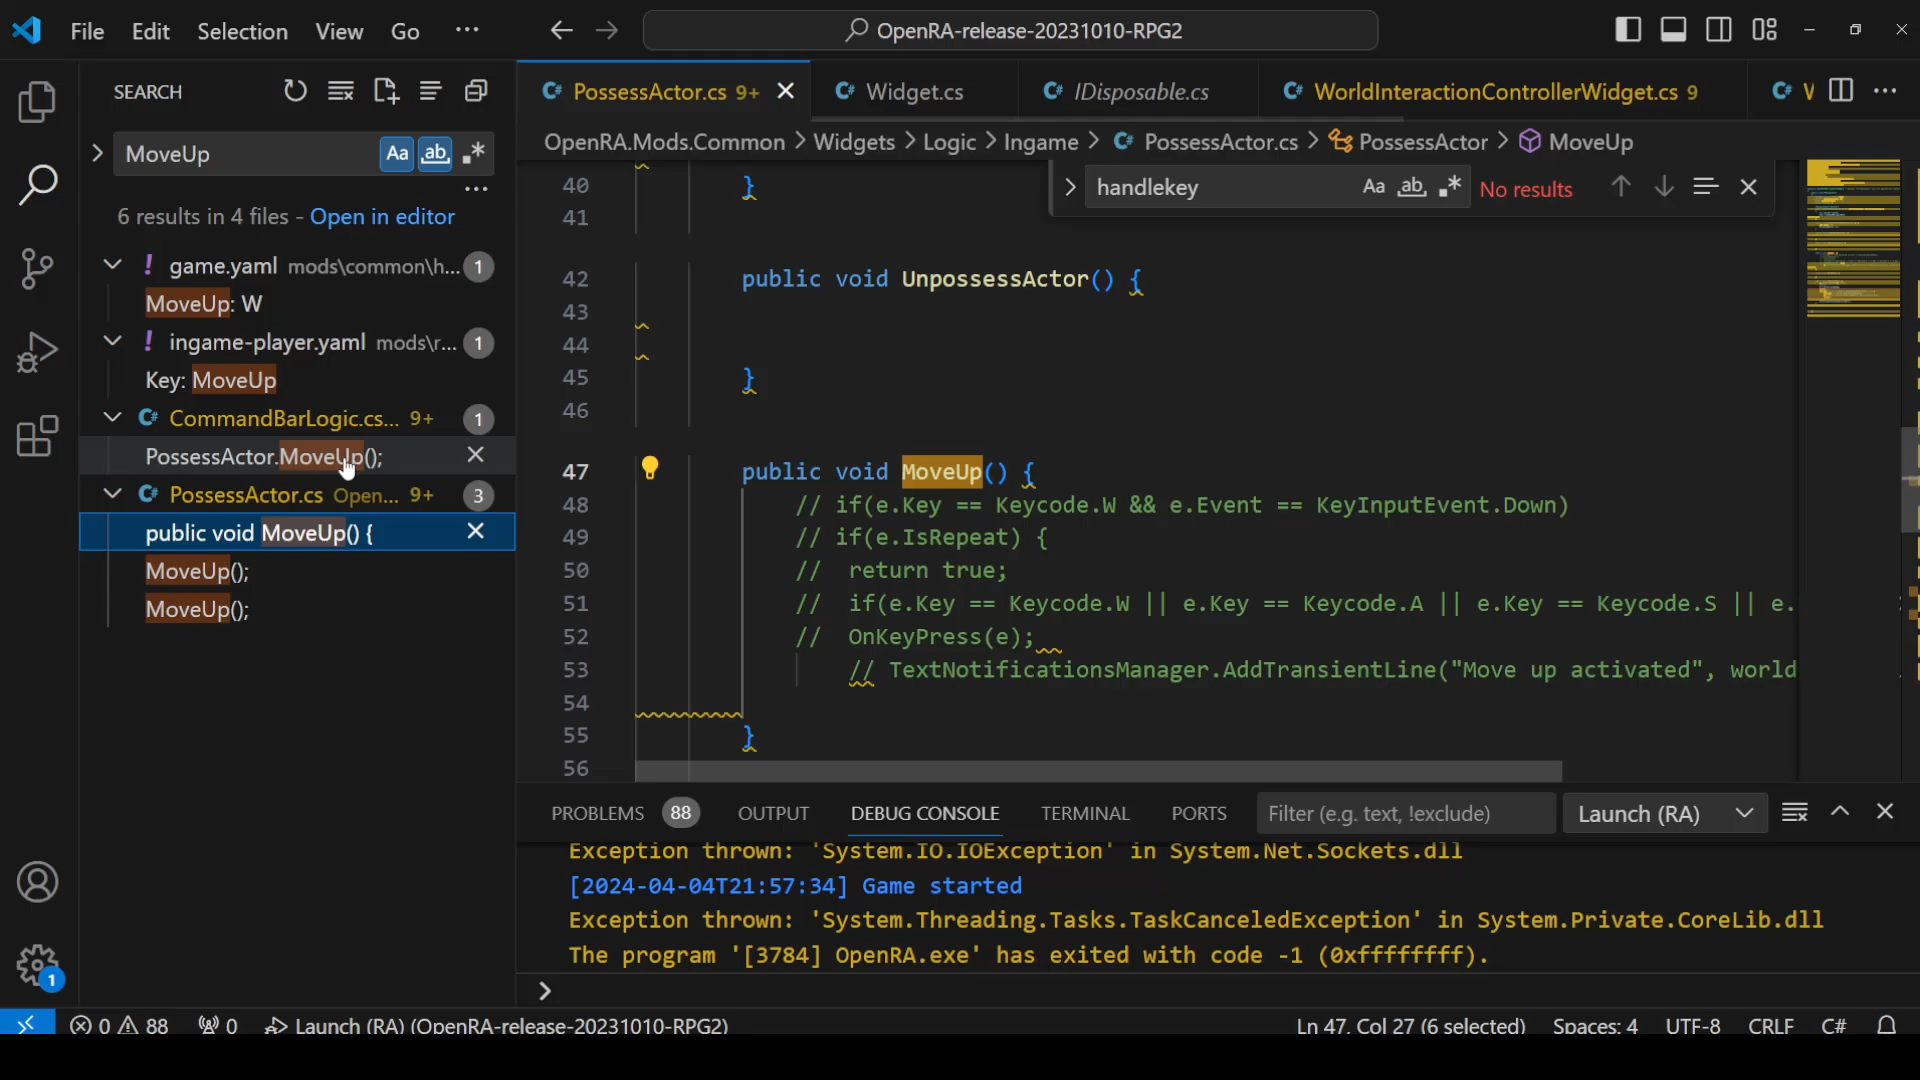 File Edit Selection View Go ··· OpenRA-release-20231010-RPG2
SEARCH
MoveUp
Aa ab .*
6 results in 4 files - Open in editor
game.yaml mods\common\h... 1
MoveUp: W
ingame-player.yaml mods\r... 1
Key: MoveUp
CommandBarLogic.cs... 9+ 1
PossessActor.MoveUp();
PossessActor.cs Open... 9+ 3
public void MoveUp() {
MoveUp();
MoveUp();
PossessActor.cs 9+ Widget.cs IDisposable.cs WorldInteractionControllerWidget.cs 9
OpenRA.Mods.Common > Widgets > Logic > Ingame > PossessActor.cs > PossessActor > MoveUp
handlekey Aa ab .* No results
40 }
41
42 public void UnpossessActor() {
43
44
45 }
46
47 public void MoveUp() {
48 // if(e.Key == Keycode.W && e.Event == KeyInputEvent.Down)
49 // if(e.IsRepeat) {
50 // return true;
51 // if(e.Key == Keycode.W || e.Key == Keycode.A || e.Key == Keycode.S || e.
52 // OnKeyPress(e);
53 // TextNotificationsManager.AddTransientLine("Move up activated", world
54
55 }
56
PROBLEMS 88 OUTPUT DEBUG CONSOLE TERMINAL PORTS Filter (e.g. text, !exclude) Launch (RA)
Exception thrown: 'System.IO.IOException' in System.Net.Sockets.dll
[2024-04-04T21:57:34] Game started
Exception thrown: 'System.Threading.Tasks.TaskCanceledException' in System.Private.CoreLib.dll
The program '[3784] OpenRA.exe' has exited with code -1 (0xffffffff).
>
1
0 88 0 Launch (RA) (OpenRA-release-20231010-RPG2) Ln 47, Col 27 (6 selected) Spaces: 4 UTF-8 CRLF C#